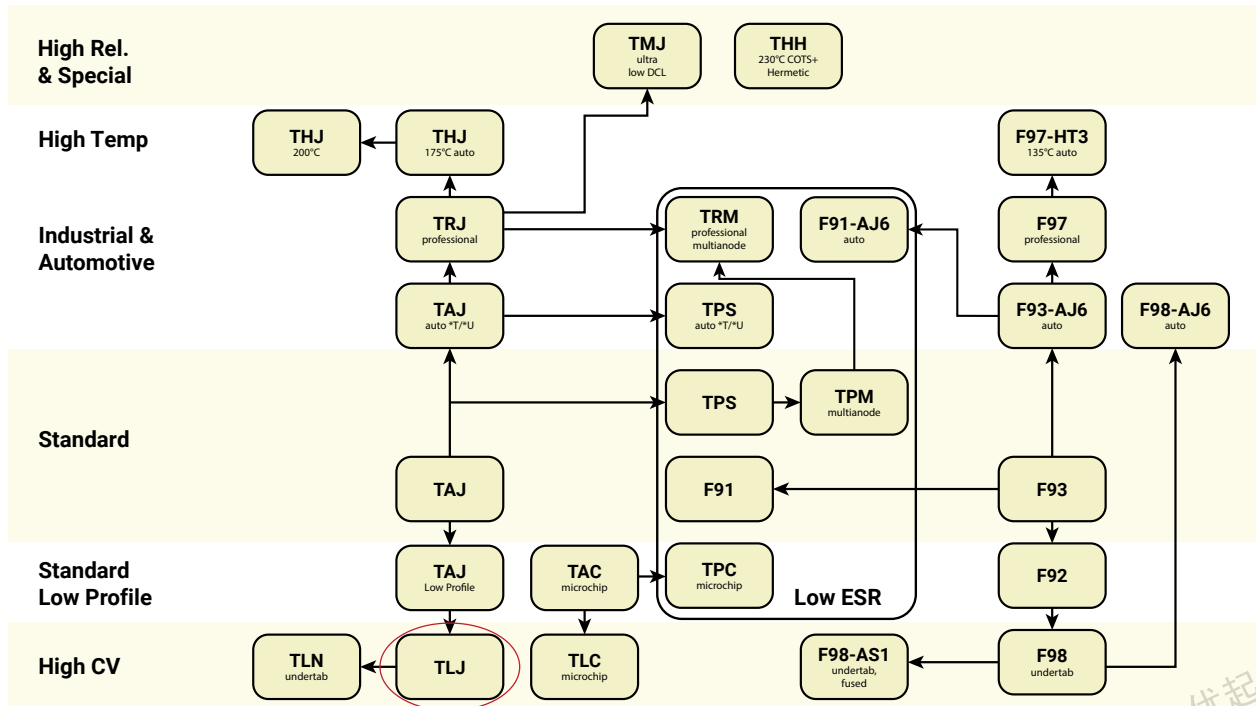 High Rel.
& Special
TMJ
ultra
low DCL
THH
230°C COTS+
Hermetic
High Temp
THJ
200°C
THJ
175°C auto
F97-HT3
135°C auto
Industrial &
Automotive
TRJ
professional
TRM
professional
multianode
F91-AJ6
auto
F97
professional
TAJ
auto *T/*U
TPS
auto *T/*U
F93-AJ6
auto
F98-AJ6
auto
Standard
TPS
TPM
multianode
TAJ
F91
F93
Standard
Low Profile
TAJ
Low Profile
TAC
microchip
TPC
microchip
Low ESR
F92
High CV
TLN
undertab
TLJ
TLC
microchip
F98-AS1
undertab,
fused
F98
undertab
优起